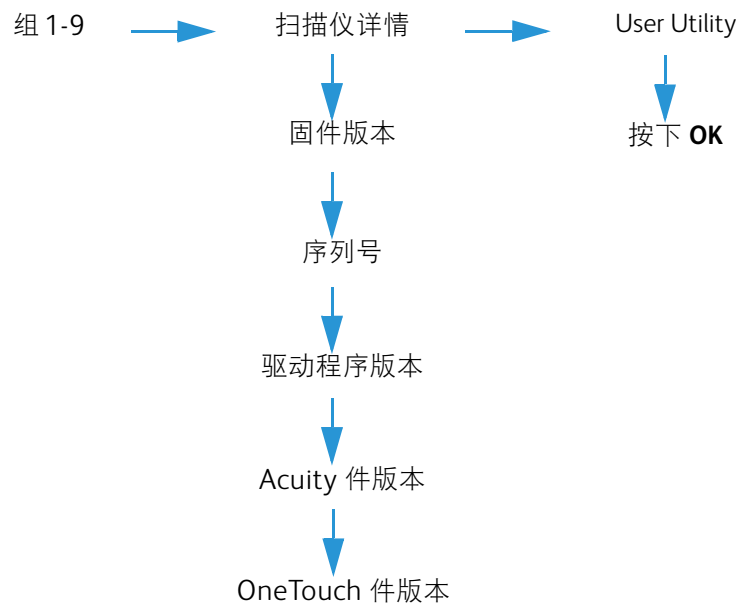 组 1-9
扫描仪详情
User Utility
固件版本
按下 OK
序列号
驱动程序版本
Acuity 件版本
OneTouch 件版本